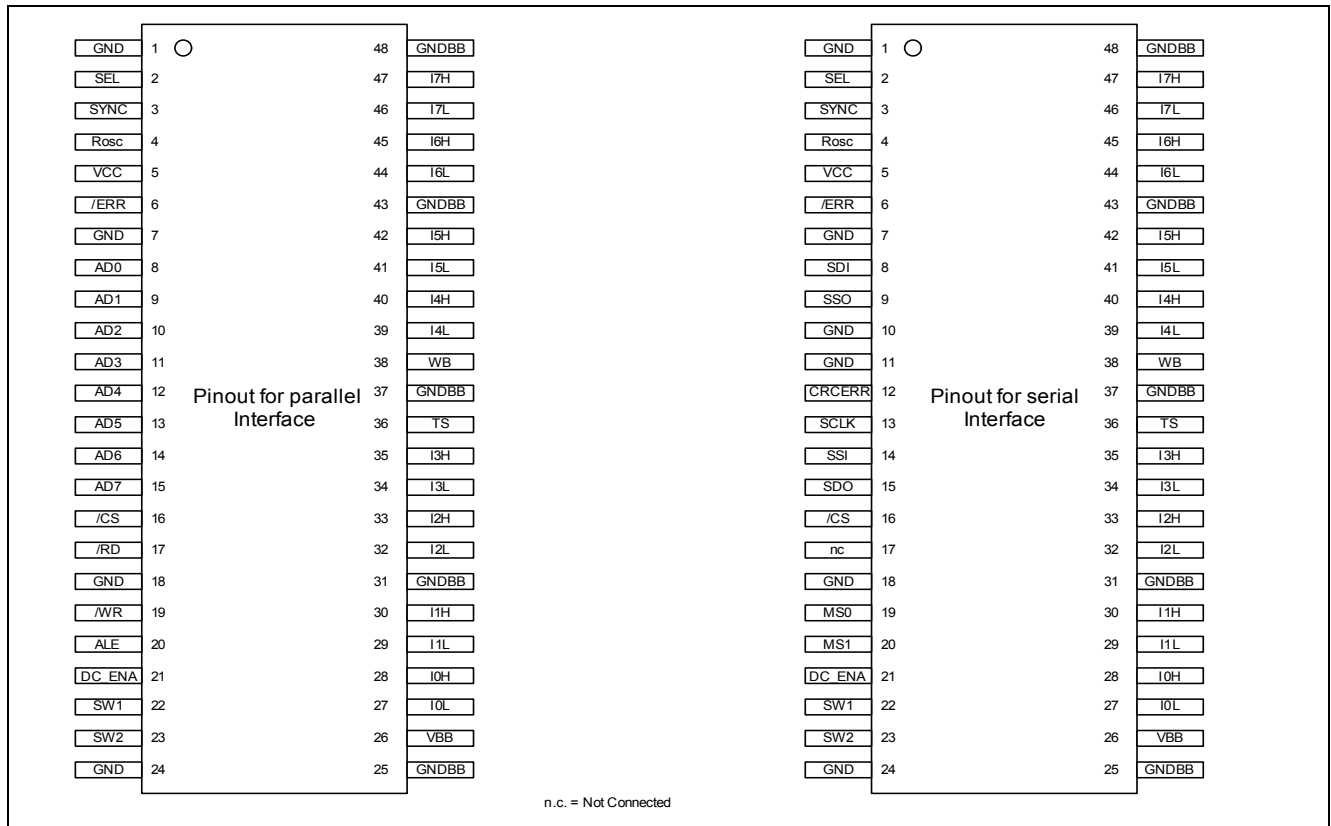 GND 1 48 GNDBB GND 1 48 GNDBB
SEL 2 47 I7H SEL 2 47 I7H
SYNC 3 46 I7L SYNC 3 46 I7L
Rosc 4 45 I6H Rosc 4 45 I6H
VCC 5 44 I6L VCC 5 44 I6L
/ERR 6 43 GNDBB /ERR 6 43 GNDBB
GND 7 42 I5H GND 7 42 I5H
AD0 8 41 I5L SDI 8 41 I5L
AD1 9 40 I4H SSO 9 40 I4H
AD2 10 39 I4L GND 10 39 I4L
AD3 11 38 WB GND 11 38 WB
AD4 12 Pinout for parallel 37 GNDBB CRCERR 12 Pinout for serial 37 GNDBB
AD5 13 Interface 36 TS SCLK 13 Interface 36 TS
AD6 14 35 I3H SSI 14 35 I3H
AD7 15 34 I3L SDO 15 34 I3L
/CS 16 33 I2H /CS 16 33 I2H
/RD 17 32 I2L nc 17 32 I2L
GND 18 31 GNDBB GND 18 31 GNDBB
/WR 19 30 I1H MS0 19 30 I1H
ALE 20 29 I1L MS1 20 29 I1L
DC_ENA 21 28 I0H DC_ENA 21 28 I0H
SW1 22 27 I0L SW1 22 27 I0L
SW2 23 26 VBB SW2 23 26 VBB
GND 24 25 GNDBB GND 24 25 GNDBB
n.c. = Not Connected